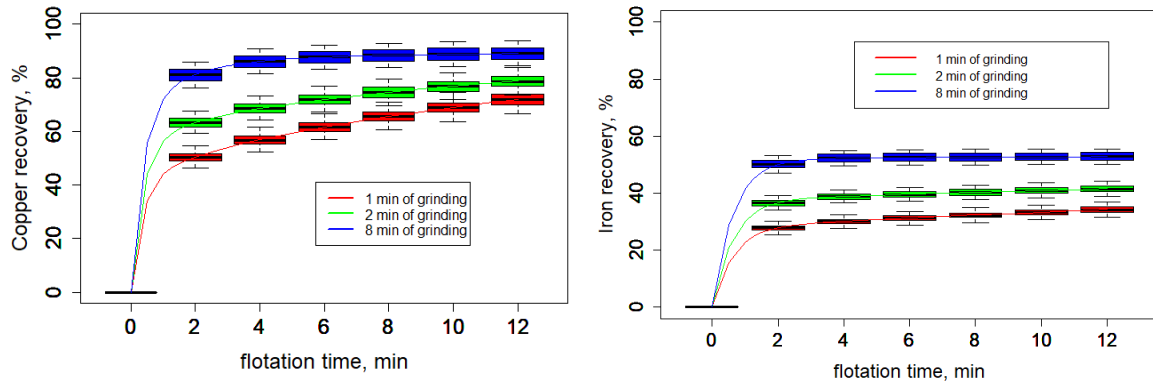 Copper recovery, %
100
80
60
40
20
0
1 min of grinding
2 min of grinding
8 min of grinding
0 2 4 6 8 10 12
flotation time, min
Iron recovery, %
100
80
60
40
20
0
1 min of grinding
2 min of grinding
8 min of grinding
0 2 4 6 8 10 12
flotation time, min